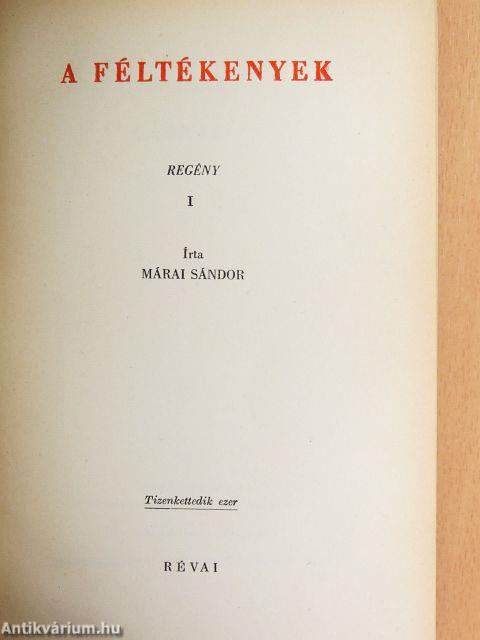 A FÉLTÉKENYEK
REGÉNY
I
Írta
MÁRAI SÁNDOR
Tizenkettedik ezer
RÉVAI
Antikvárium.hu